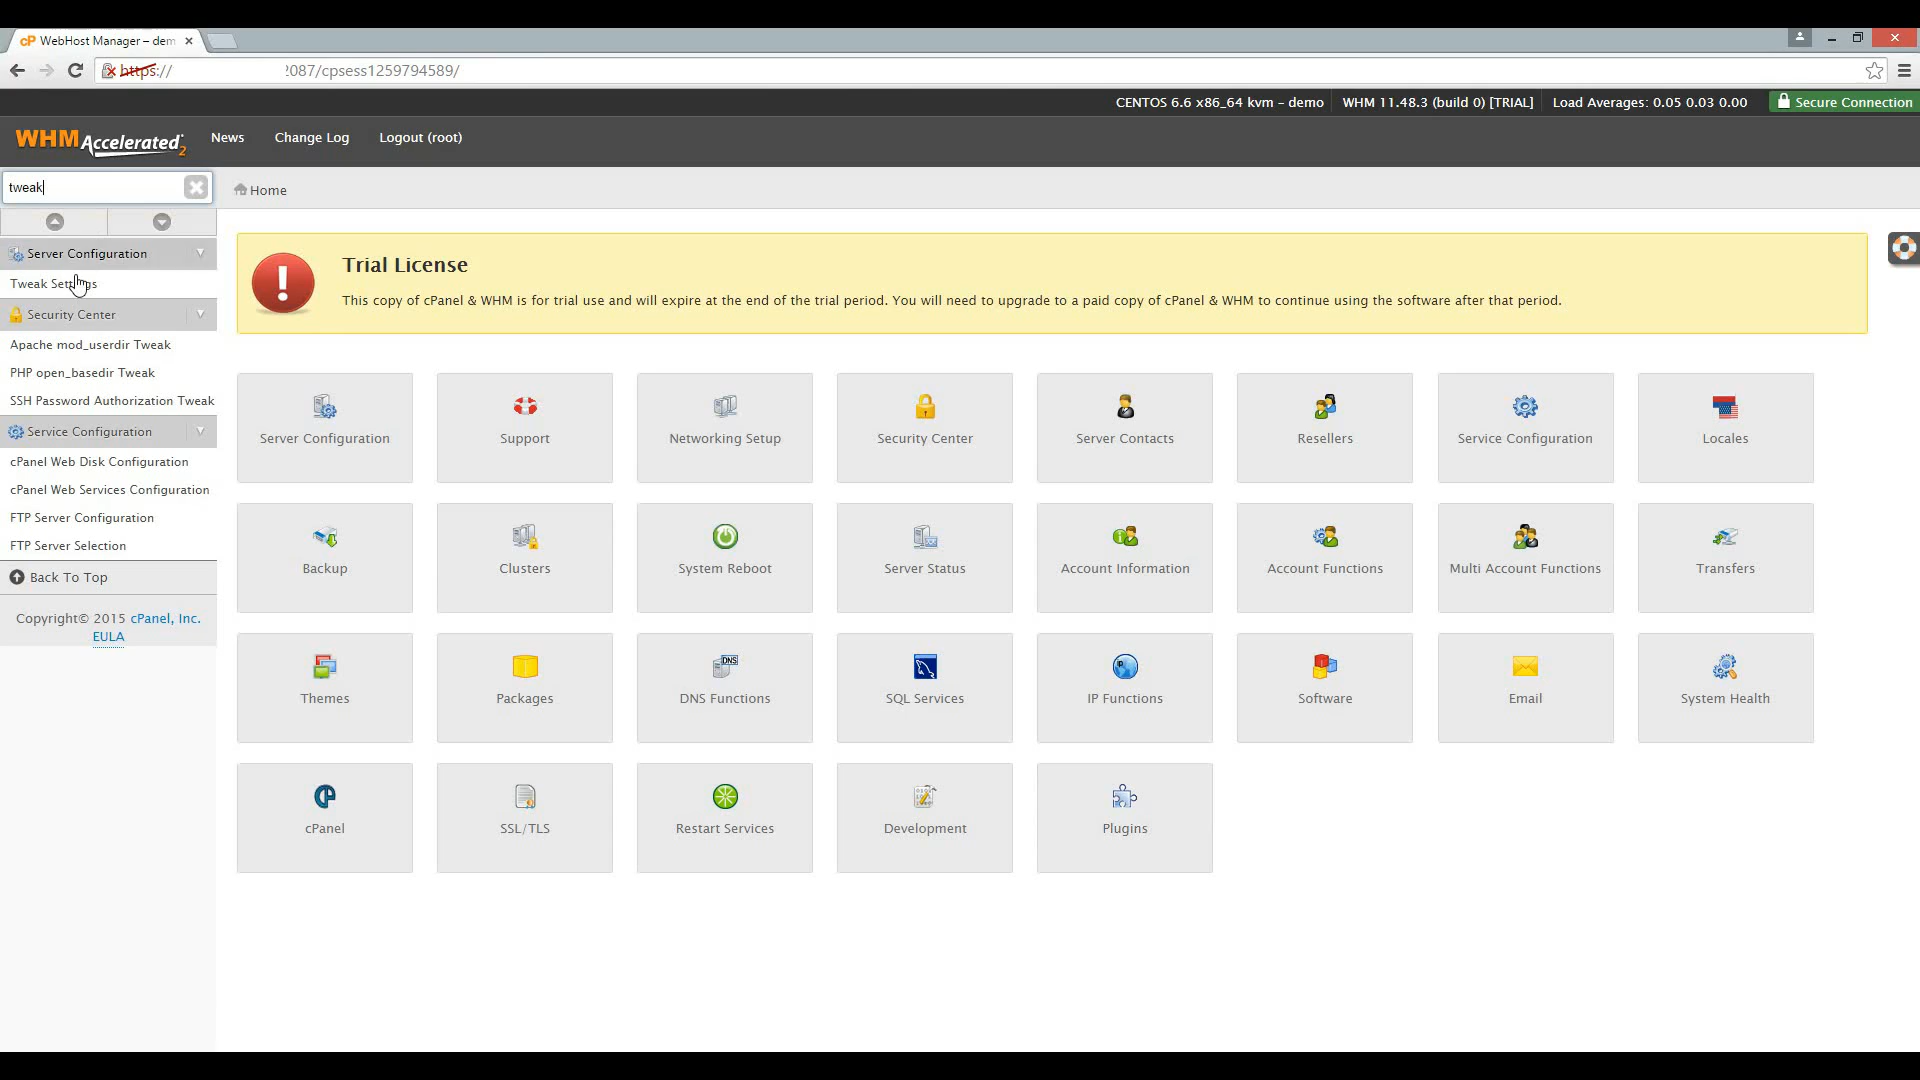 WebHost Manager – dem
https://
2087/cpsess1259794589/
CENTOS 6.6 x86_64 kvm – demo WHM 11.48.3 (build 0) [TRIAL] Load Averages: 0.05 0.03 0.00 Secure Connection
WHM Accelerated2 News Change Log Logout (root)
tweak
Home
Server Configuration
Tweak Settings
Security Center
Apache mod_userdir Tweak
PHP open_basedir Tweak
SSH Password Authorization Tweak
Service Configuration
cPanel Web Disk Configuration
cPanel Web Services Configuration
FTP Server Configuration
FTP Server Selection
Back To Top
Copyright© 2015 cPanel, Inc.
EULA
Trial License
This copy of cPanel & WHM is for trial use and will expire at the end of the trial period. You will need to upgrade to a paid copy of cPanel & WHM to continue using the software after that period.
Server Configuration Support Networking Setup Security Center Server Contacts Resellers Service Configuration Locales
Backup Clusters System Reboot Server Status Account Information Account Functions Multi Account Functions Transfers
DNS
Themes Packages DNS Functions SQL Services IP Functions Software Email System Health
cPanel SSL/TLS Restart Services Development Plugins